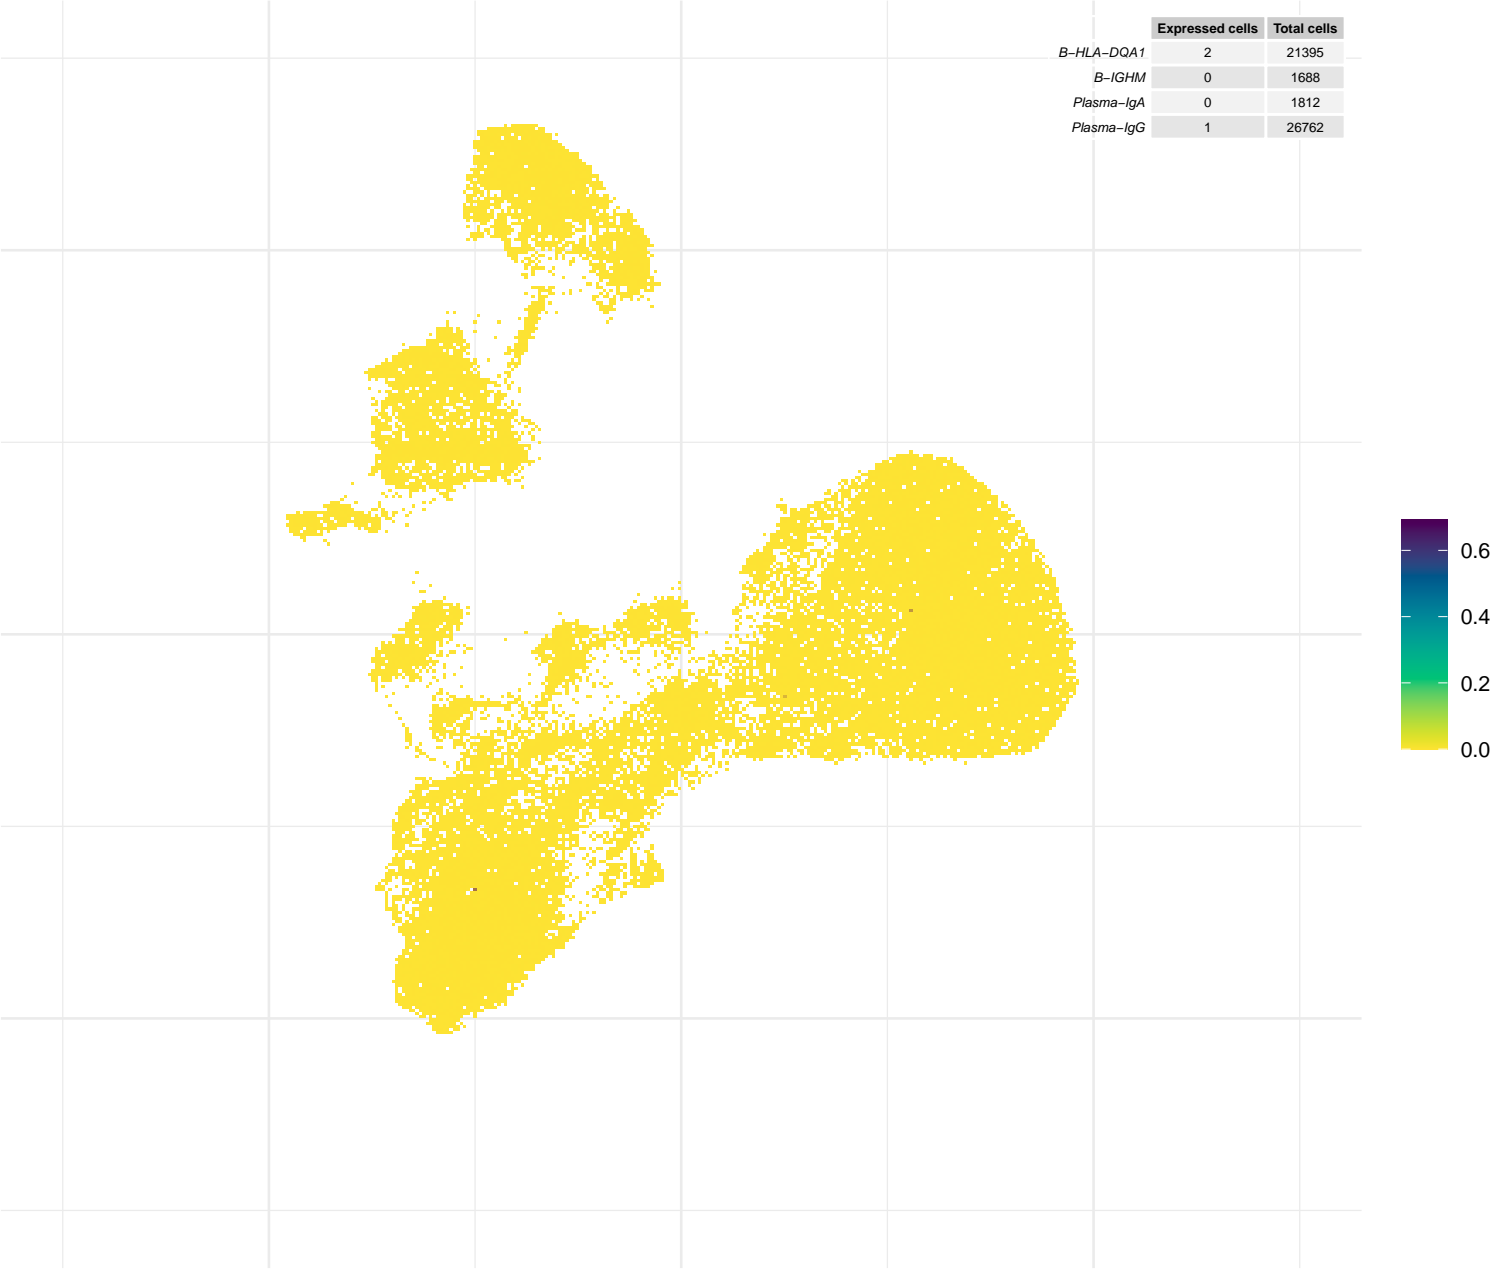 Expressed cells Total cells
B−HLA−DQA1 2 21395
B−IGHM 0 1688
Plasma−IgA 0 1812
Plasma−IgG 1 26762
0.6
0.4
0.2
0.0